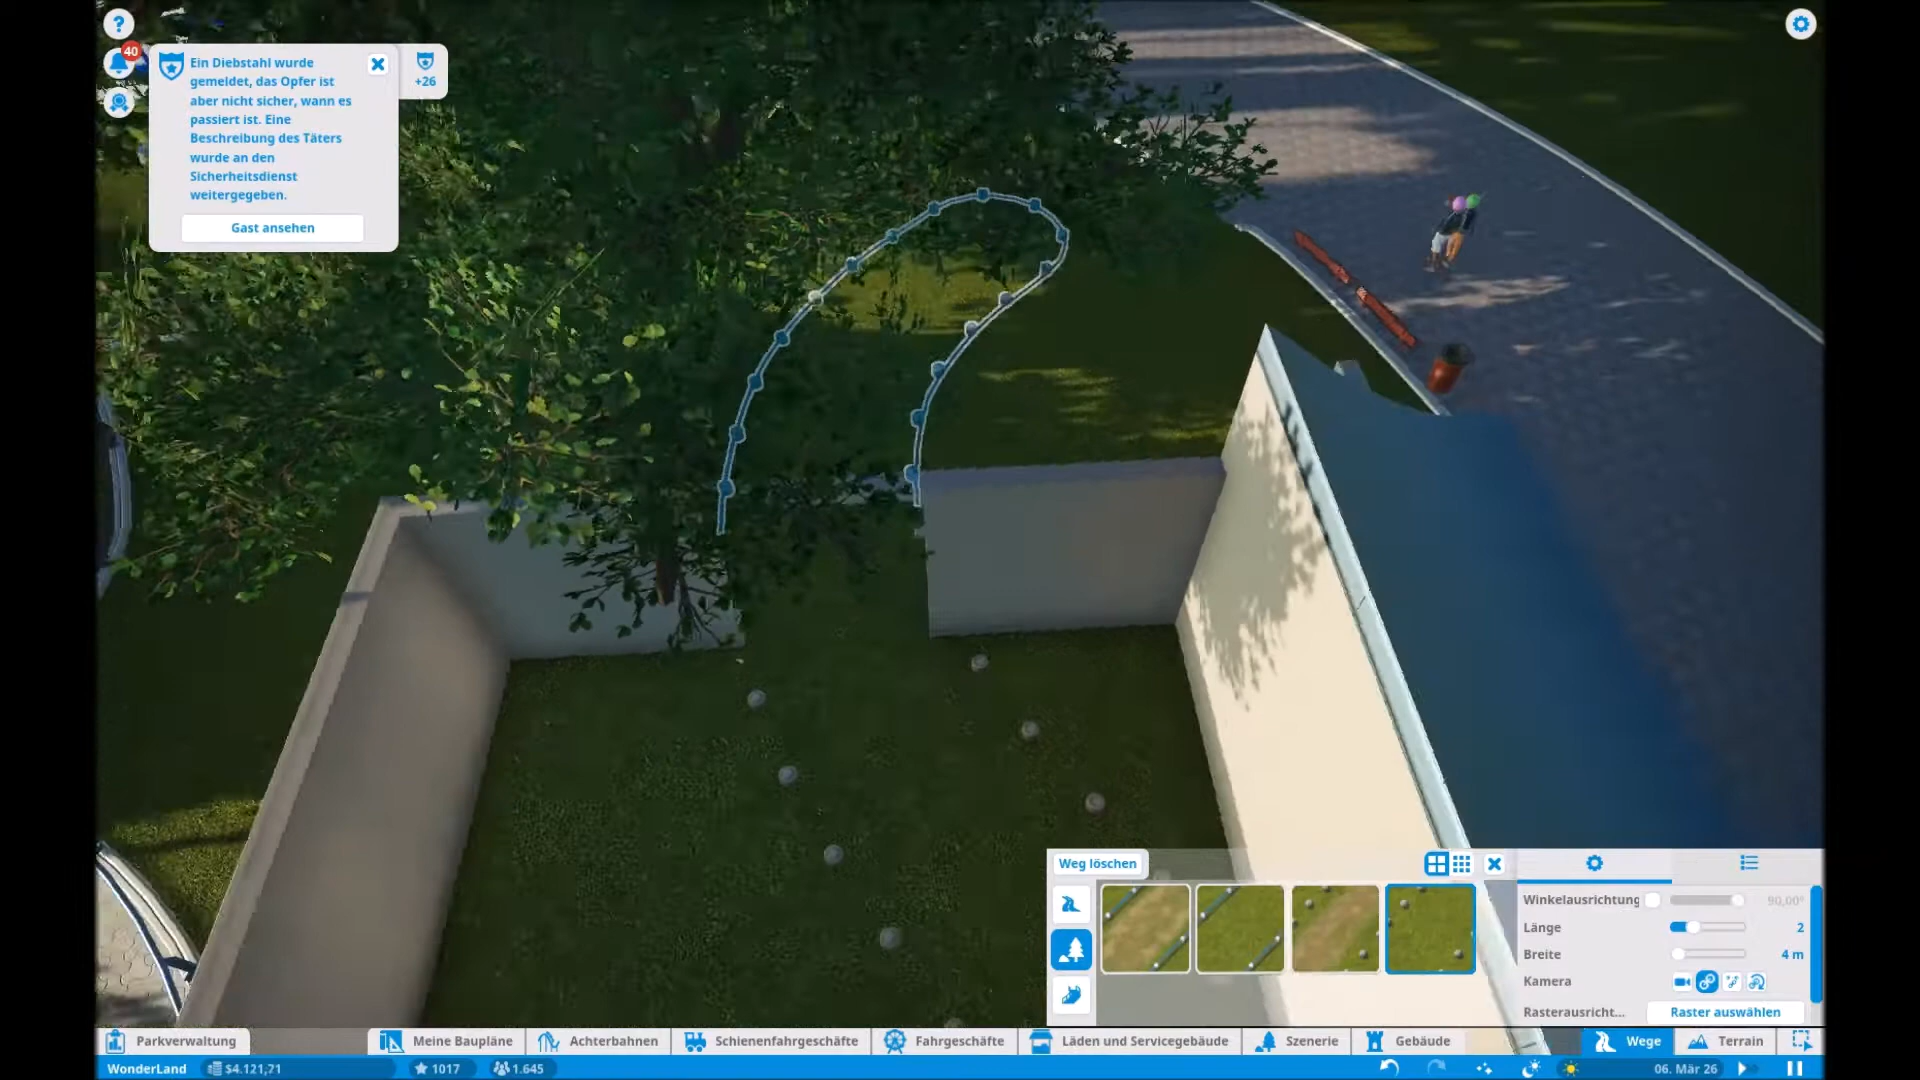 ?
40
Ein Diebstahl wurde
gemeldet, das Opfer ist
aber nicht sicher, wann es
passiert ist. Eine
Beschreibung des Täters
wurde an den
Sicherheitsdienst
weitergegeben.
+26
Gast ansehen
Weg löschen
Winkelausrichtung
90,00°
Länge
2
Breite
4 m
Kamera
Rasterausricht...
Raster auswählen
Parkverwaltung
Meine Baupläne
Achterbahnen
Schienenfahrgeschäfte
Fahrgeschäfte
Läden und Servicegebäude
Szenerie
Gebäude
Wege
Terrain
WonderLand
$4.121,71
1017
1.645
06. Mär 26